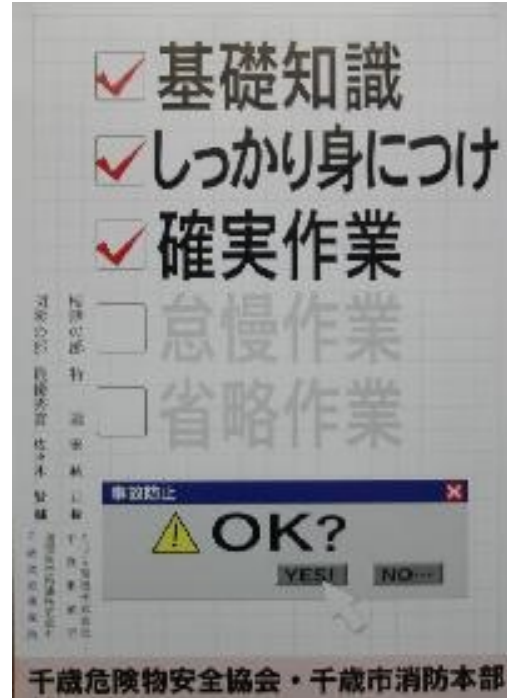 基礎知識
しっかり身につけ
確実作業
怠慢作業
省略作業
事故防止
OK?
YES!
NO…
千歳危険物安全協会・千歳市消防本部